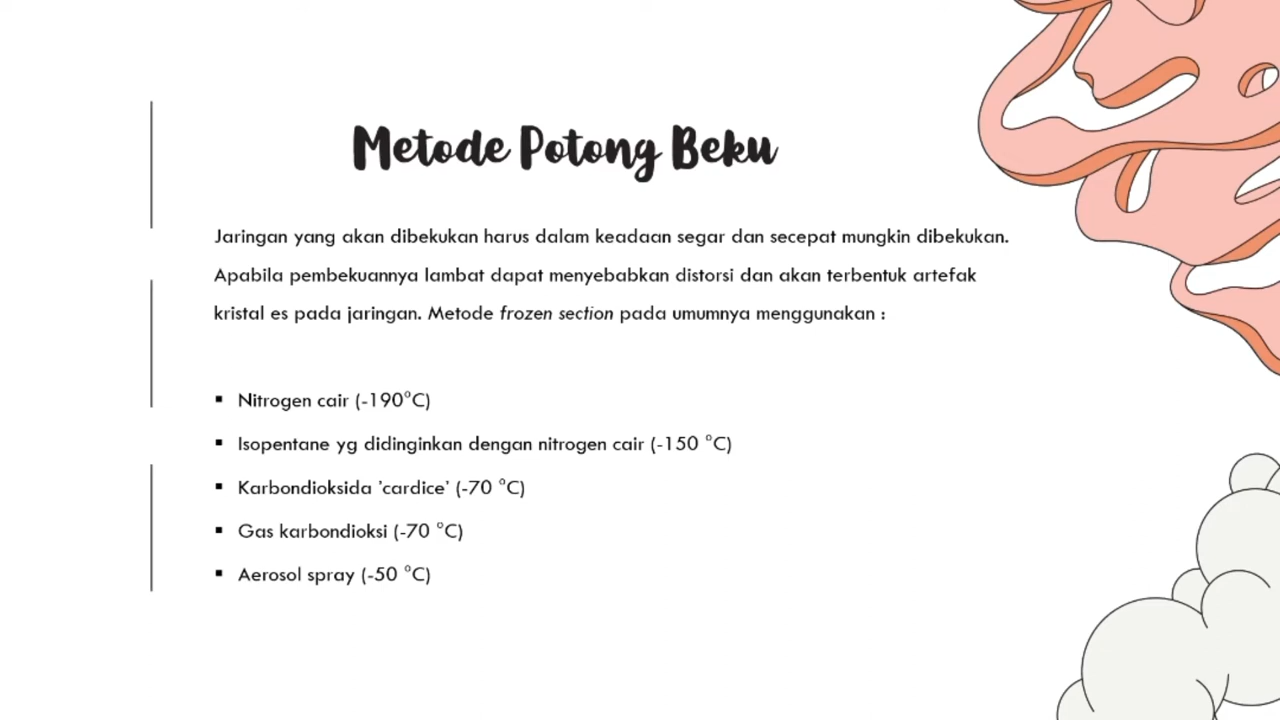 Metode Potong Beku
Jaringan yang akan dibekukan harus dalam keadaan segar dan secepat mungkin dibekukan.
Apabila pembekuannya lambat dapat menyebabkan distorsi dan akan terbentuk artefak
kristal es pada jaringan. Metode frozen section pada umumnya menggunakan :
▪ Nitrogen cair (-190°C)
▪ Isopentane yg didinginkan dengan nitrogen cair (-150 °C)
▪ Karbondioksida 'cardice' (-70 °C)
▪ Gas karbondioksi (-70 °C)
▪ Aerosol spray (-50 °C)